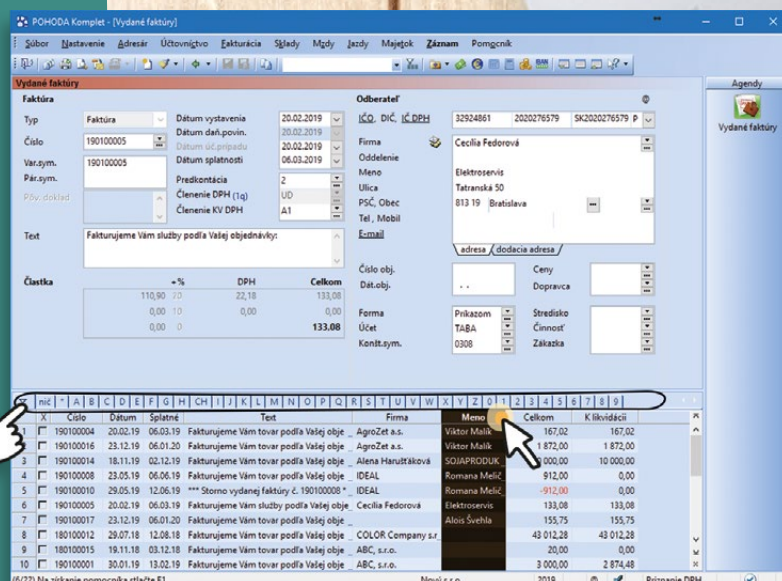 POHODA Komplet - [Vydané faktúry]
Súbor Nastavenie Adresár Účtovníctvo Fakturácia Sklady Mzdy Jazdy Majetok Záznam Pomocník
Vydané faktúry
Agendy
Vydané faktúry
Faktúra
Typ Faktúra
Číslo 190100005
Var.sym. 190100005
Pár.sym.
Pôv. doklad
Dátum vystavenia 20.02.2019
Dátum daň.povin. 20.02.2019
Dátum úč.prípadu 20.02.2019
Dátum splatnosti 06.03.2019
Predkontácia 2
Členenie DPH (1q) UD
Členenie KV DPH A1
Text Fakturujeme Vám služby podľa Vašej objednávky:
Čiastka +% DPH Celkom
110,90 20 22,18 133,08
0,00 10 0,00 0,00
0,00 0 133.08
Odberateľ
IČO, DIČ, IČ DPH 32924861 2020276579 SK2020276579 P
Firma Cecília Fedorová
Oddelenie
Meno Elektroservis
Ulica Tatranská 50
PSČ, Obec 813 19 Bratislava
Tel, Mobil
E-mail
adresa dodacia adresa
Číslo obj. Ceny
Dát.obj. . . Dopravca
Forma Príkazom Stredisko
Účet TABA Činnosť
Konšt.sym. 0308 Zákazka
nič * A B C D E F G H CH I J K L M N O P Q R S T U V W X Y Z 0 1 2 3 4 5 6 7 8 9
X Číslo Dátum Splatné Text Firma Meno Celkom K likvidácii
1 190100004 20.02.19 06.03.19 Fakturujeme Vám tovar podľa Vašej obje AgroZet a.s. Viktor Malík 167,02 167,02
190100016 23.12.19 06.01.20 Fakturujeme Vám tovar podľa Vašej obje AgroZet a.s. Viktor Malík 1 872,00 1 872,00
3 190100014 18.11.19 02.12.19 Fakturujeme Vám tovar podľa Vašej obje Alena Harušťáková SOJAPRODUK 000,00 10 000,00
4 190100008 23.05.19 06.06.19 Fakturujeme Vám tovar podľa Vašej obje IDEAL Romana Melič 912,00 0,00
5 190100010 29.05.19 12.06.19 *** Storno vydanej faktúry č. 190100008 * IDEAL Romana Melič -912,00 0,00
6 190100005 20.02.19 06.03.19 Fakturujeme Vám služby podľa Vašej obje Cecília Fedorová Elektroservis 133,08 133,08
7 190100017 23.12.19 06.01.20 Fakturujeme Vám tovar podľa Vašej obje Alois Švehla 155,75 155,75
8 180100012 29.07.18 12.08.18 Fakturujeme Vám tovar podľa Vašej obje COLOR Company s.r 43 012,28 43 012,28
9 180100015 19.11.18 03.12.18 Fakturujeme Vám tovar podľa Vašej obje ABC, s.r.o. 20,00 0,00
10 190100001 30.01.19 13.02.19 Fakturujeme Vám tovar podľa Vašej obje ABC, s.r.o. 3 000,00 2 874,48
(6/22) Na získanie pomocníka stlačte F1. Nový s.r.o. 2019 Priznanie DPH